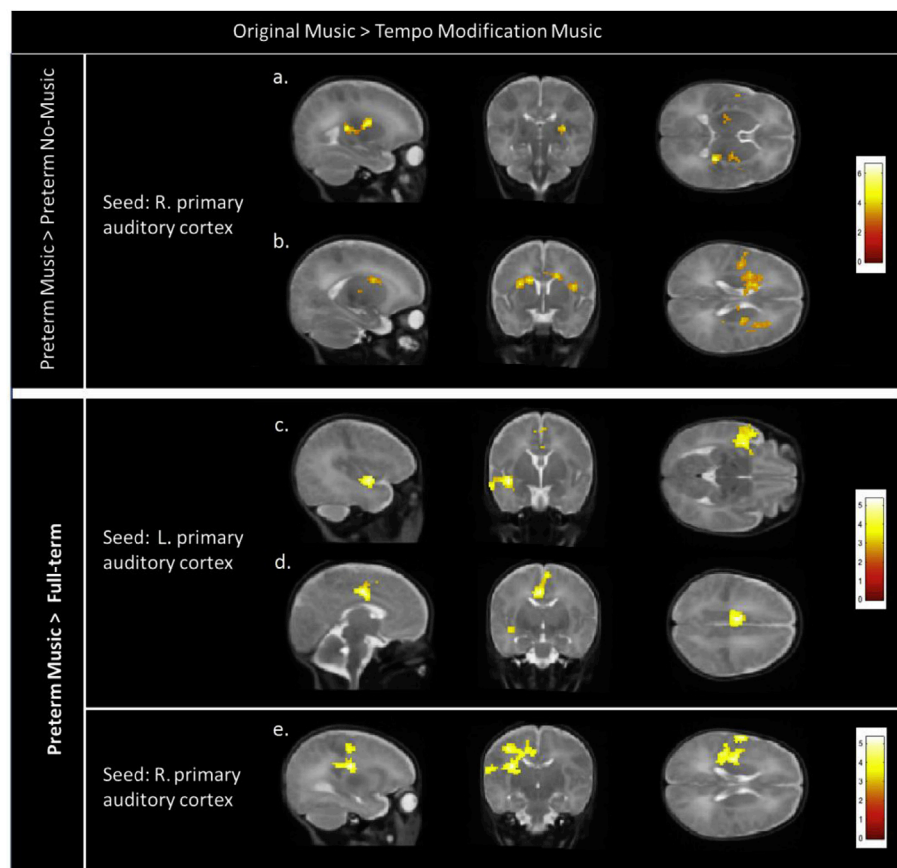 Original Music > Tempo Modification Music
Preterm Music > Preterm No-Music
Seed: R. primary
auditory cortex
a.
b.
6
4
2
0
Preterm Music > Full-term
Seed: L. primary
auditory cortex
c.
d.
5
4
3
2
1
0
Seed: R. primary
auditory cortex
e.
5
4
3
2
1
0